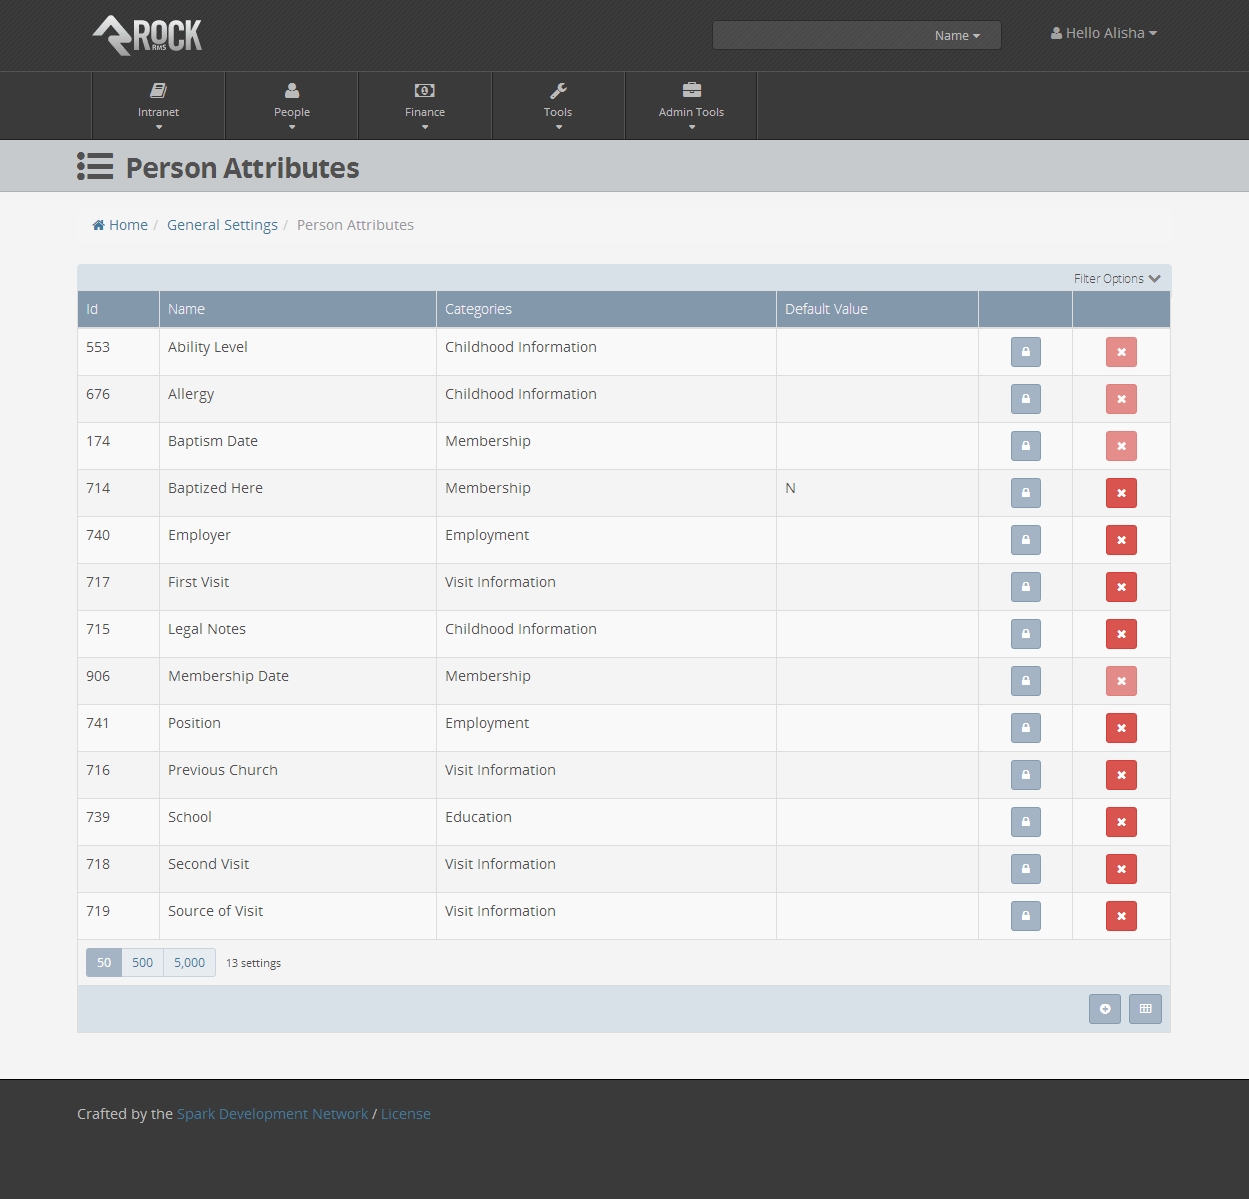 ROCK
RMS
Name
Hello Alisha
Intranet
People
Finance
Tools
Admin Tools
Person Attributes
Home / General Settings / Person Attributes
Filter Options
Id Name Categories Default Value
553 Ability Level Childhood Information
676 Allergy Childhood Information
174 Baptism Date Membership
714 Baptized Here Membership N
740 Employer Employment
717 First Visit Visit Information
715 Legal Notes Childhood Information
906 Membership Date Membership
741 Position Employment
716 Previous Church Visit Information
739 School Education
718 Second Visit Visit Information
719 Source of Visit Visit Information
50 500 5,000 13 settings
Crafted by the Spark Development Network / License